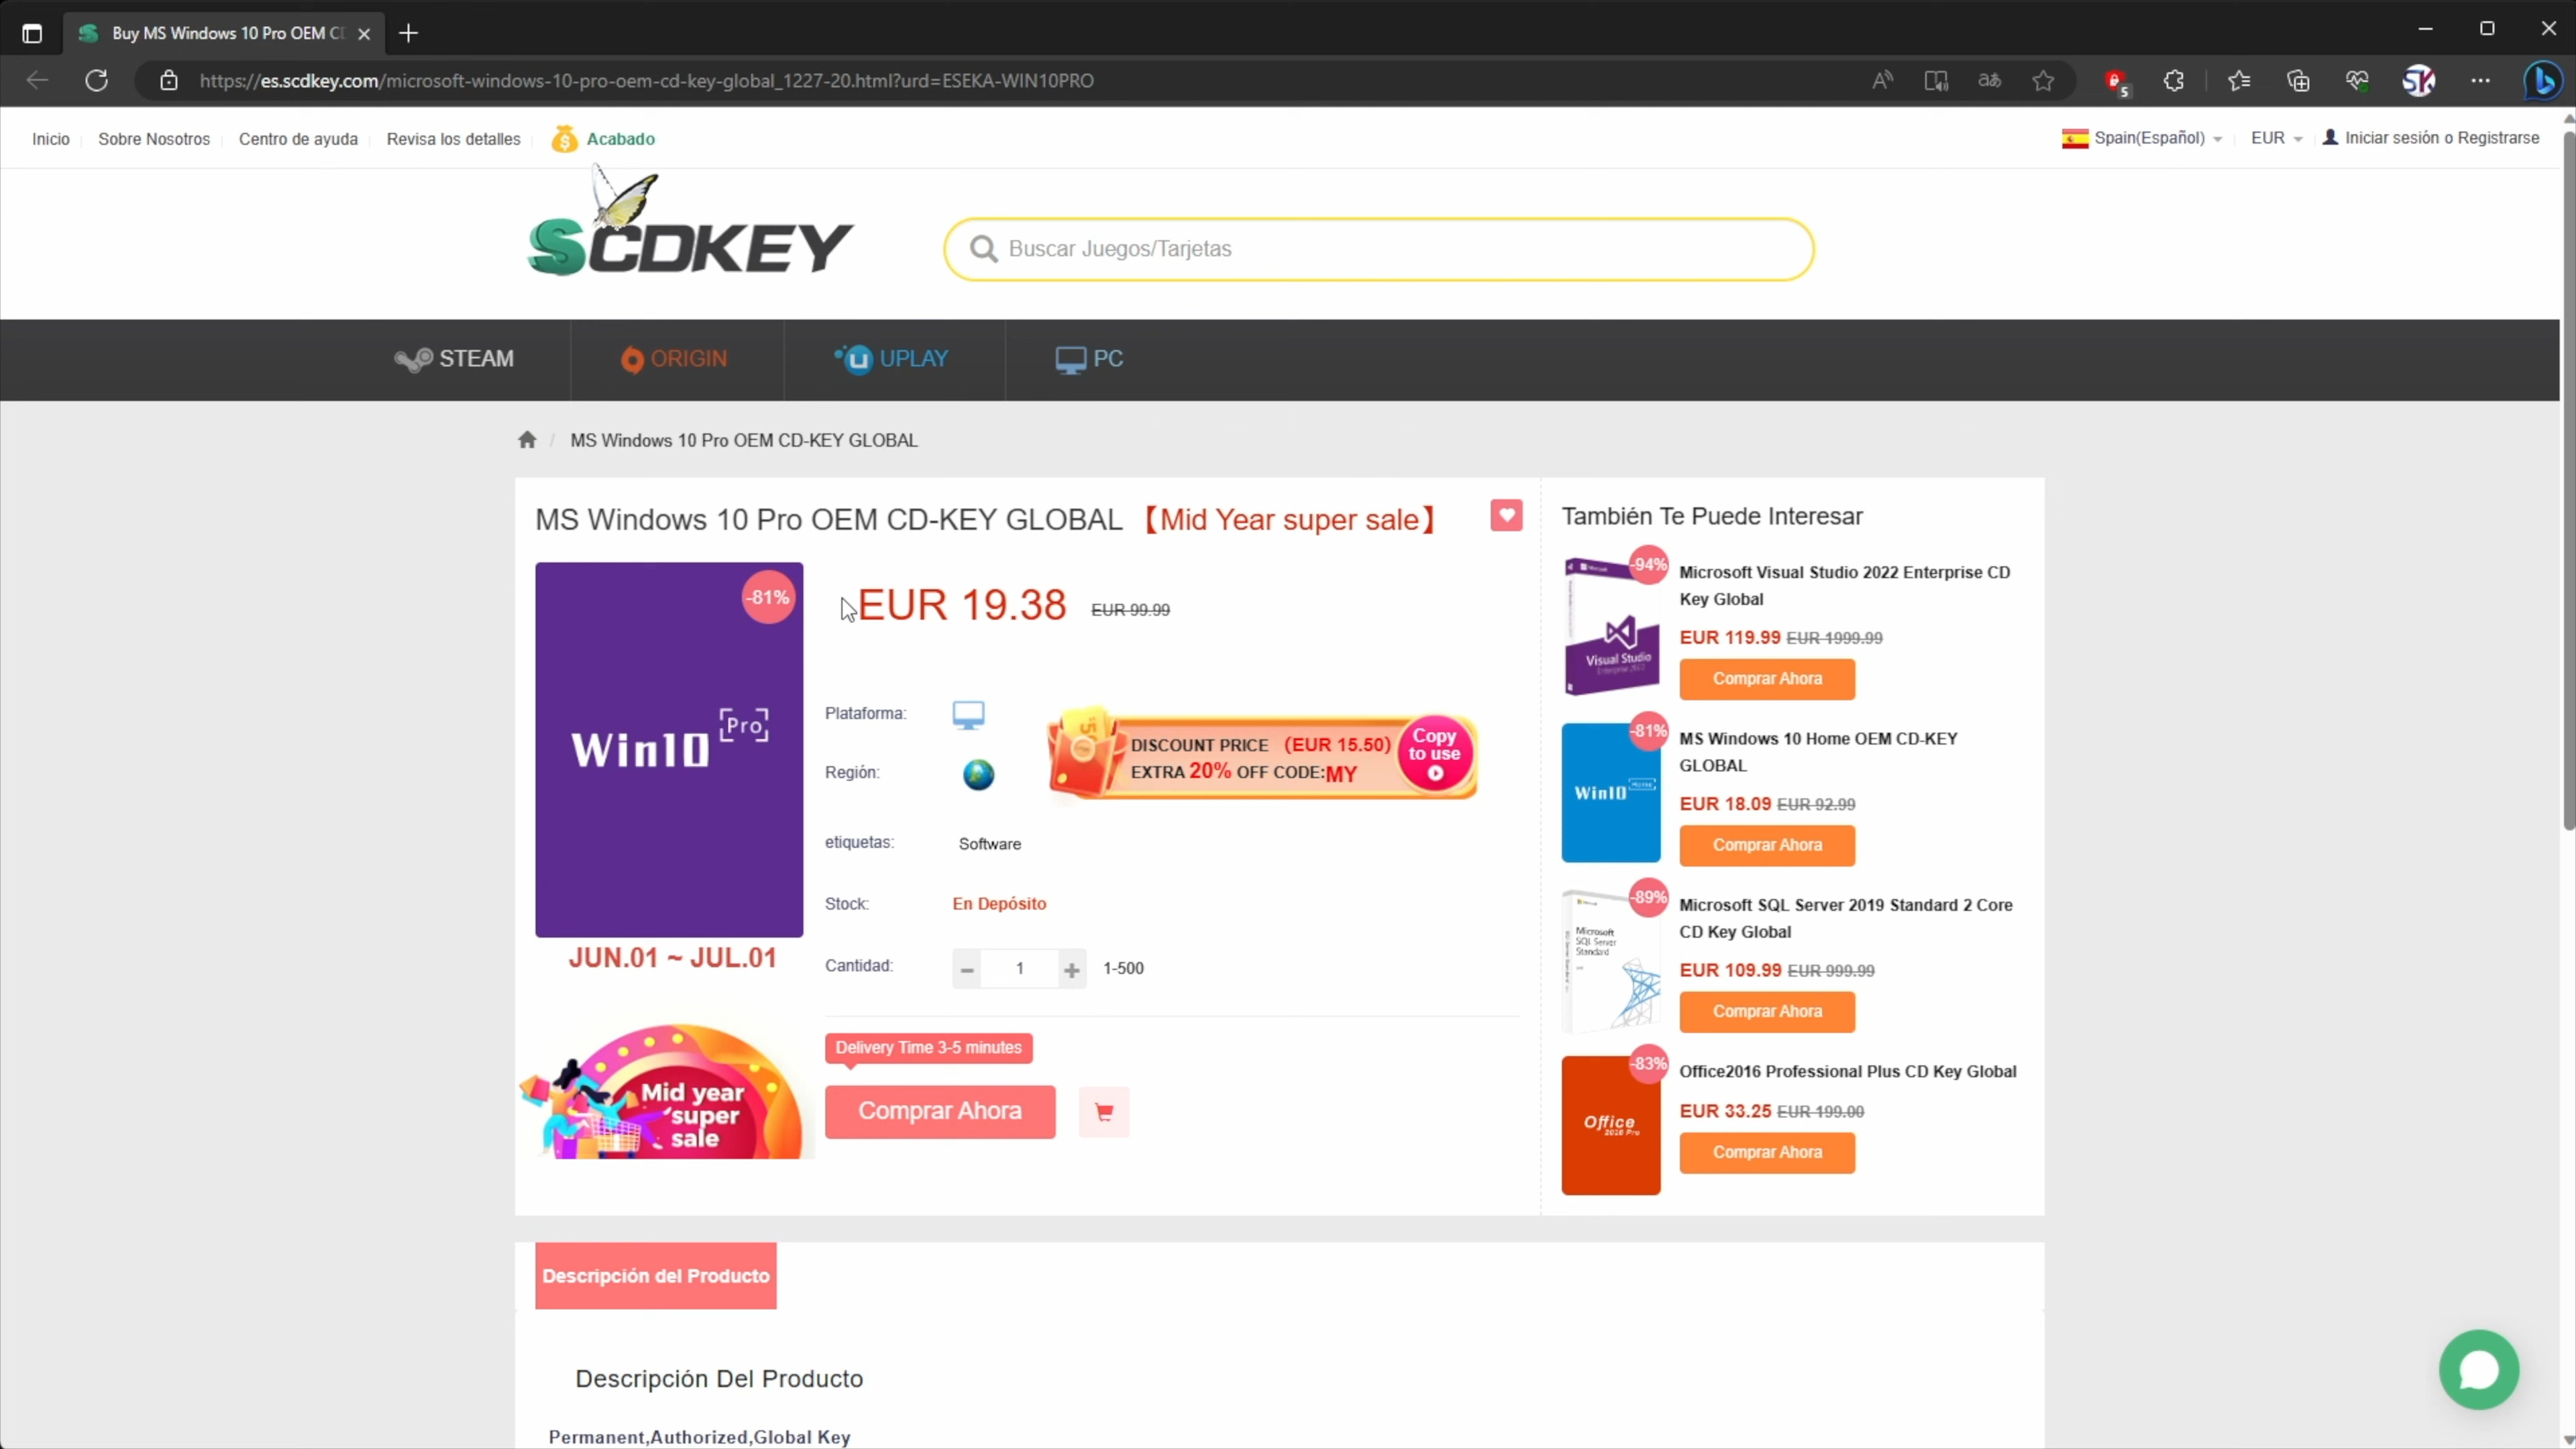 Buy MS Windows 10 Pro OEM C
https://es.scdkey.com/microsoft-windows-10-pro-oem-cd-key-global_1227-20.html?urd=ESEKA-WIN10PRO
5
Inicio
Sobre Nosotros
Centro de ayuda
Revisa los detalles
Acabado
Spain(Español)
EUR
Iniciar sesión o Registrarse
SCDKEY
Buscar Juegos/Tarjetas
STEAM
ORIGIN
UPLAY
PC
/ MS Windows 10 Pro OEM CD-KEY GLOBAL
MS Windows 10 Pro OEM CD-KEY GLOBAL 【Mid Year super sale】
-81%
Win10 [Pro]
JUN.01 ~ JUL.01
Mid year
super
sale
EUR 19.38 EUR 99.99
Plataforma:
Región:
DISCOUNT PRICE (EUR 15.50)
EXTRA 20% OFF CODE:MY
Copy
to use
etiquetas: Software
Stock: En Depósito
Cantidad: − 1 + 1-500
Delivery Time 3-5 minutes
Comprar Ahora
También Te Puede Interesar
-94%
Visual Studio
Microsoft Visual Studio 2022 Enterprise CD
Key Global
EUR 119.99 EUR 1999.99
Comprar Ahora
-81%
Win10
MS Windows 10 Home OEM CD-KEY
GLOBAL
EUR 18.09 EUR 92.99
Comprar Ahora
-89%
Microsoft
SQL Server
Standard
Microsoft SQL Server 2019 Standard 2 Core
CD Key Global
EUR 109.99 EUR 999.99
Comprar Ahora
-83%
Office
2016 Pro
Office2016 Professional Plus CD Key Global
EUR 33.25 EUR 199.00
Comprar Ahora
Descripción del Producto
Descripción Del Producto
Permanent,Authorized,Global Key